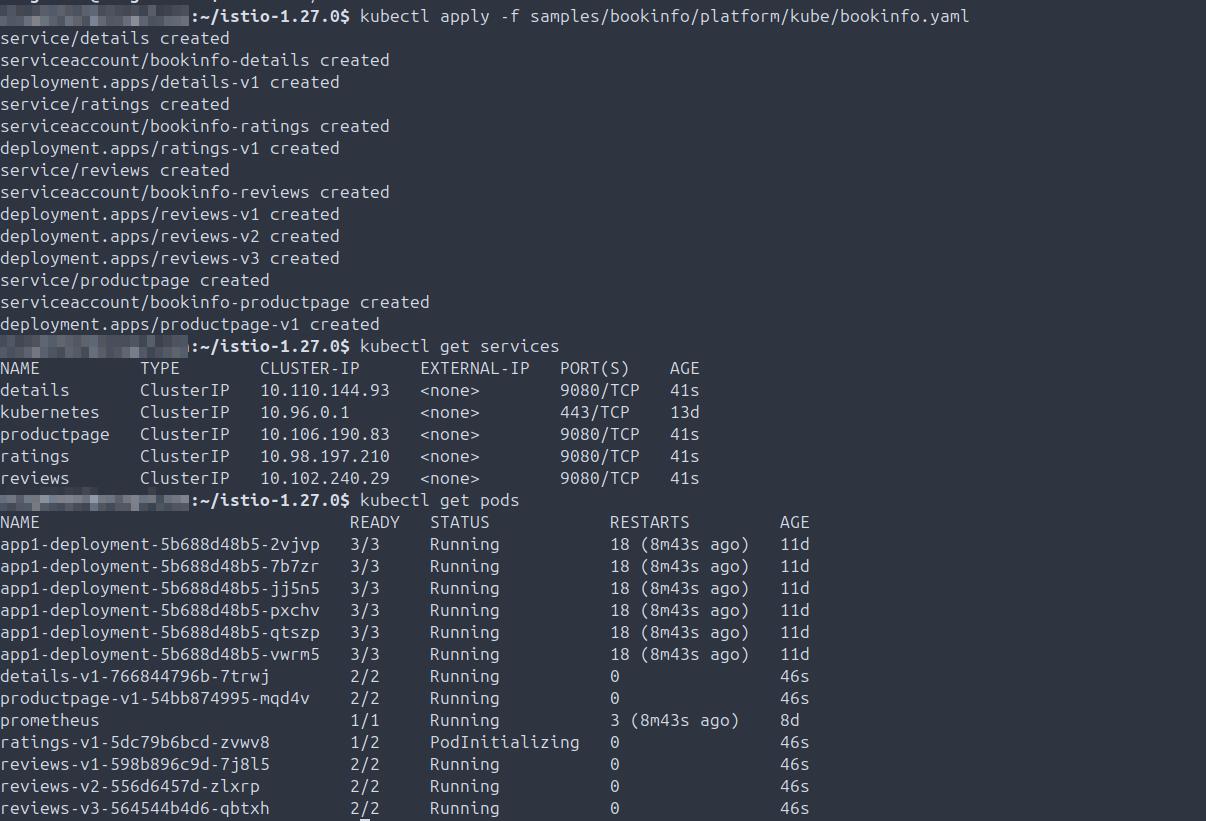 :~/istio-1.27.0$ kubectl apply -f samples/bookinfo/platform/kube/bookinfo.yaml
service/details created
serviceaccount/bookinfo-details created
deployment.apps/details-v1 created
service/ratings created
serviceaccount/bookinfo-ratings created
deployment.apps/ratings-v1 created
service/reviews created
serviceaccount/bookinfo-reviews created
deployment.apps/reviews-v1 created
deployment.apps/reviews-v2 created
deployment.apps/reviews-v3 created
service/productpage created
serviceaccount/bookinfo-productpage created
deployment.apps/productpage-v1 created
:~/istio-1.27.0$ kubectl get services
NAME TYPE CLUSTER-IP EXTERNAL-IP PORT(S) AGE
details ClusterIP 10.110.144.93 <none> 9080/TCP 41s
kubernetes ClusterIP 10.96.0.1 <none> 443/TCP 13d
productpage ClusterIP 10.106.190.83 <none> 9080/TCP 41s
ratings ClusterIP 10.98.197.210 <none> 9080/TCP 41s
reviews ClusterIP 10.102.240.29 <none> 9080/TCP 41s
:~/istio-1.27.0$ kubectl get pods
NAME READY STATUS RESTARTS AGE
app1-deployment-5b688d48b5-2vjvp 3/3 Running 18 (8m43s ago) 11d
app1-deployment-5b688d48b5-7b7zr 3/3 Running 18 (8m43s ago) 11d
app1-deployment-5b688d48b5-jj5n5 3/3 Running 18 (8m43s ago) 11d
app1-deployment-5b688d48b5-pxchv 3/3 Running 18 (8m43s ago) 11d
app1-deployment-5b688d48b5-qtszp 3/3 Running 18 (8m43s ago) 11d
app1-deployment-5b688d48b5-vwrm5 3/3 Running 18 (8m43s ago) 11d
details-v1-766844796b-7trwj 2/2 Running 0 46s
productpage-v1-54bb874995-mqd4v 2/2 Running 0 46s
prometheus 1/1 Running 3 (8m43s ago) 8d
ratings-v1-5dc79b6bcd-zvwv8 1/2 PodInitializing 0 46s
reviews-v1-598b896c9d-7j8l5 2/2 Running 0 46s
reviews-v2-556d6457d-zlxrp 2/2 Running 0 46s
reviews-v3-564544b4d6-qbtxh 2/2 Running 0 46s